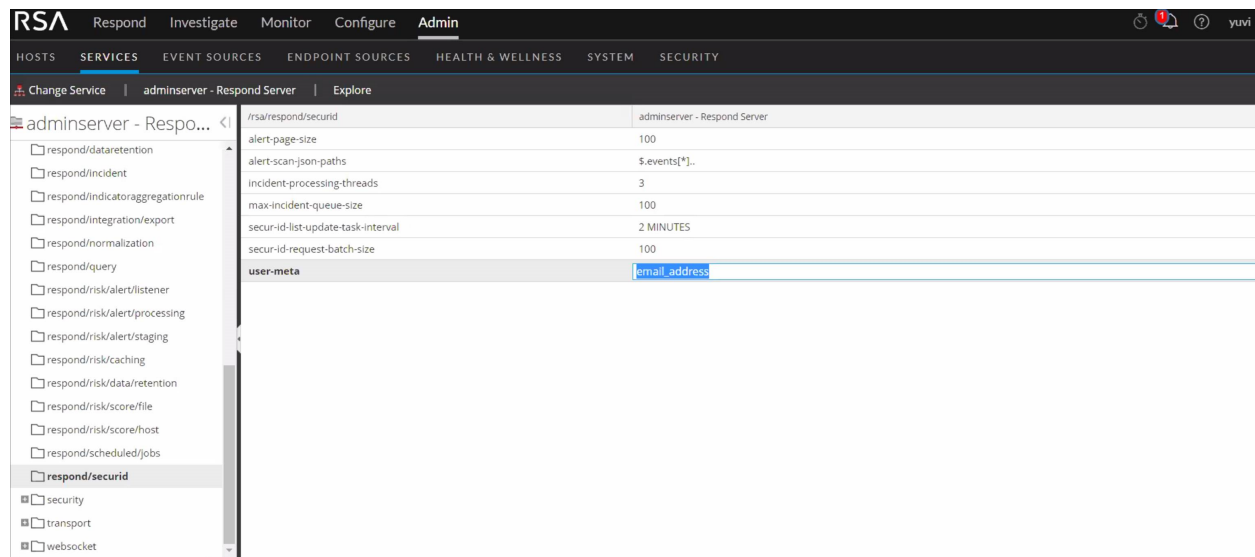 RSA Respond Investigate Monitor Configure Admin 1 yuvi
HOSTS SERVICES EVENT SOURCES ENDPOINT SOURCES HEALTH & WELLNESS SYSTEM SECURITY
Change Service | adminserver - Respond Server | Explore
adminserver - Respo...
respond/dataretention
respond/incident
respond/indicatoraggregationrule
respond/integration/export
respond/normalization
respond/query
respond/risk/alert/listener
respond/risk/alert/processing
respond/risk/alert/staging
respond/risk/caching
respond/risk/data/retention
respond/risk/score/file
respond/risk/score/host
respond/scheduled/jobs
respond/securid
security
transport
websocket
/rsa/respond/securid adminserver - Respond Server
alert-page-size 100
alert-scan-json-paths $.events[*]..
incident-processing-threads 3
max-incident-queue-size 100
secur-id-list-update-task-interval 2 MINUTES
secur-id-request-batch-size 100
user-meta email_address